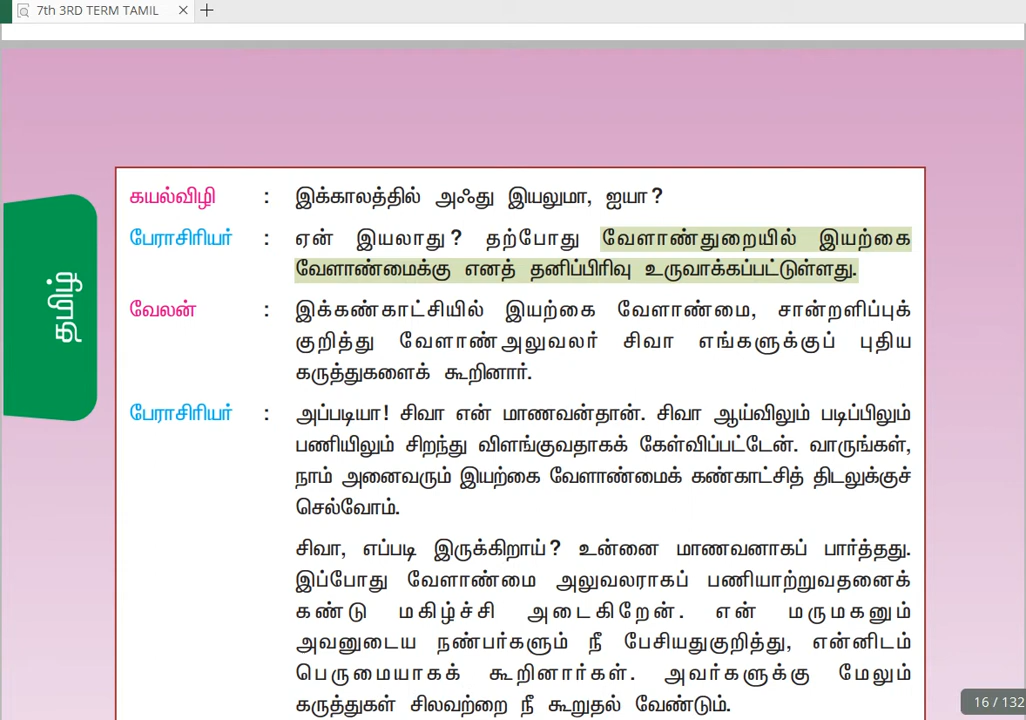 7th 3RD TERM TAMIL
தமிழ்
கயல்விழி : இக்காலத்தில் அஃது இயலுமா, ஐயா?
பேராசிரியர் : ஏன் இயலாது? தற்போது வேளாண்துறையில் இயற்கை
வேளாண்மைக்கு எனத் தனிப்பிரிவு உருவாக்கப்பட்டுள்ளது.
வேலன் : இக்கண்காட்சியில் இயற்கை வேளாண்மை, சான்றளிப்புக்
குறித்து வேளாண்அலுவலர் சிவா எங்களுக்குப் புதிய
கருத்துகளைக் கூறினார்.
பேராசிரியர் : அப்படியா! சிவா என் மாணவன்தான். சிவா ஆய்விலும் படிப்பிலும்
பணியிலும் சிறந்து விளங்குவதாகக் கேள்விப்பட்டேன். வாருங்கள்,
நாம் அனைவரும் இயற்கை வேளாண்மைக் கண்காட்சித் திடலுக்குச்
செல்வோம்.
சிவா, எப்படி இருக்கிறாய்? உன்னை மாணவனாகப் பார்த்தது.
இப்போது வேளாண்மை அலுவலராகப் பணியாற்றுவதனைக்
கண்டு மகிழ்ச்சி அடைகிறேன். என் மருமகனும்
அவனுடைய நண்பர்களும் நீ பேசியதுகுறித்து, என்னிடம்
பெருமையாகக் கூறினார்கள். அவர்களுக்கு மேலும்
கருத்துகள் சிலவற்றை நீ கூறுதல் வேண்டும்.
16 / 132